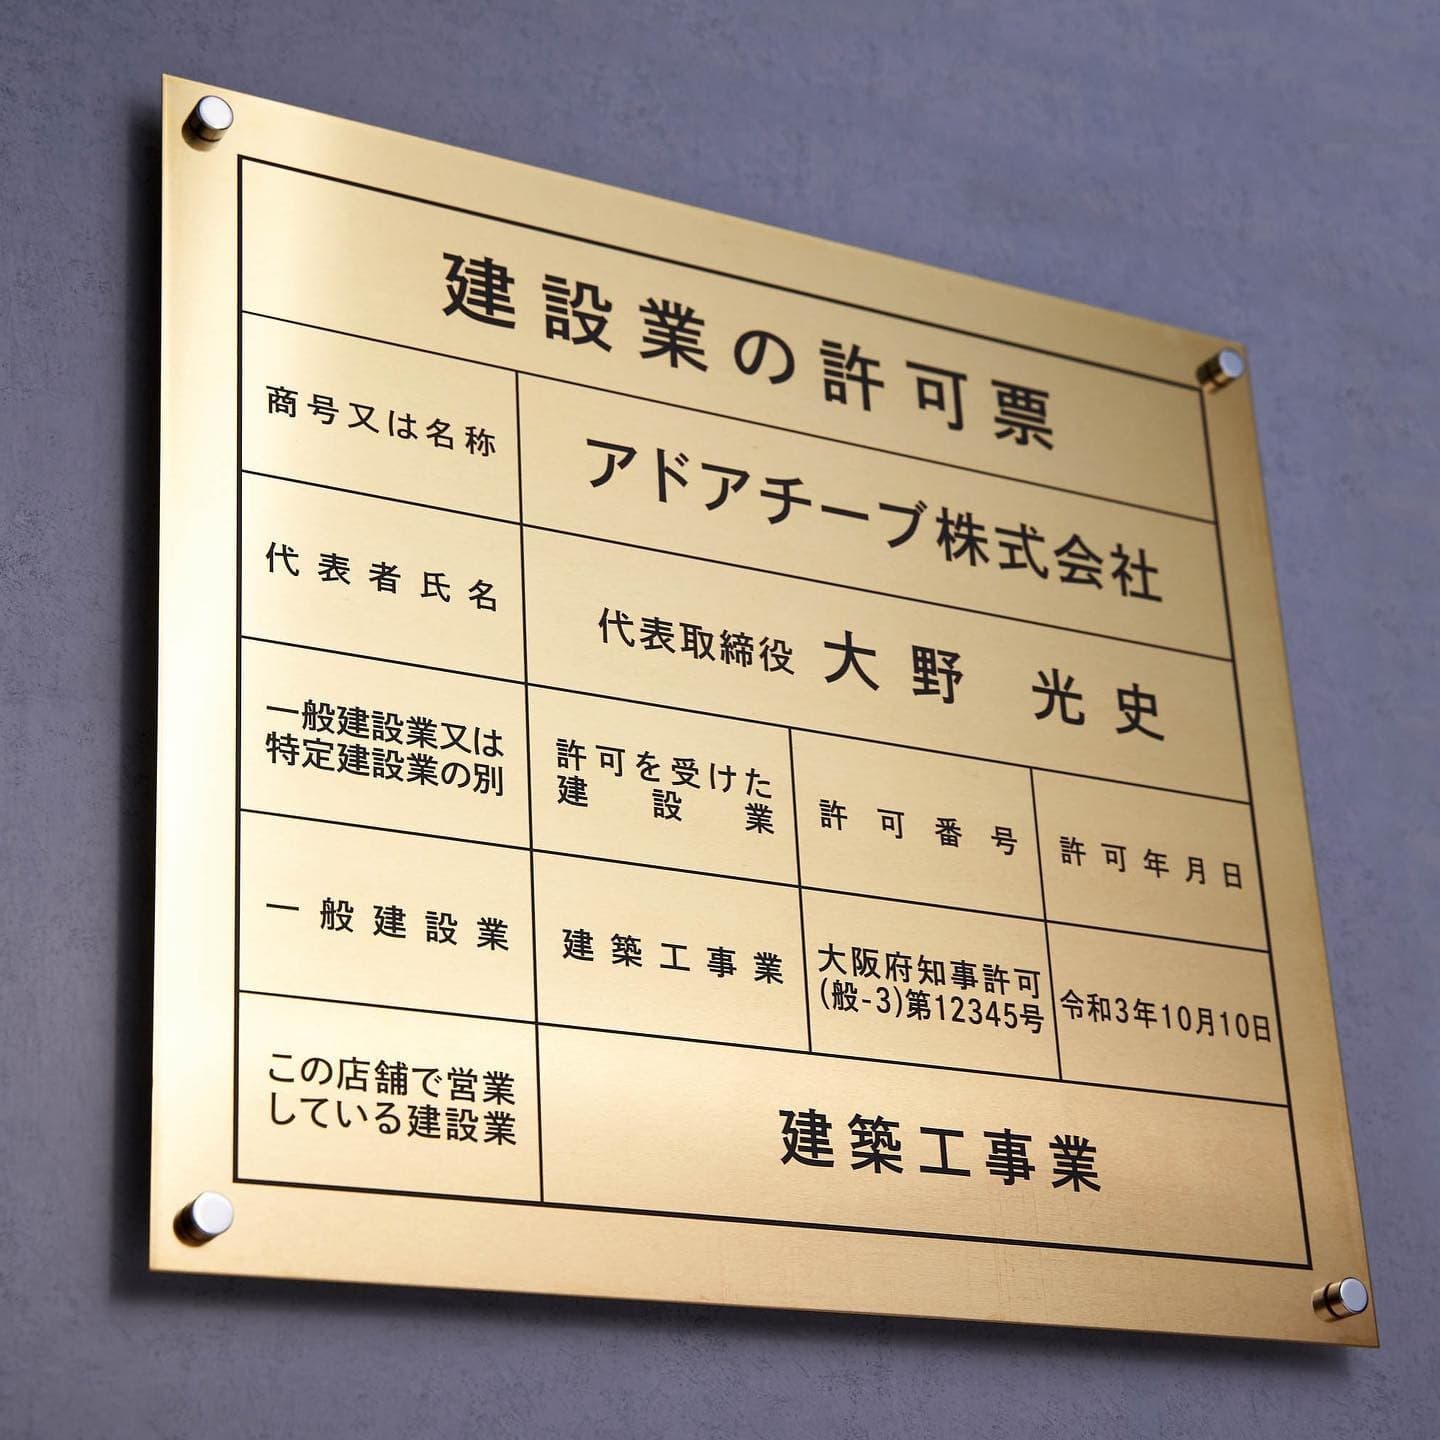 建設業の許可票
商号又は名称
アドアチーブ株式会社
代表者氏名
代表取締役 大野 光史
一般建設業又は
特定建設業の別
許可を受けた
建設業
許可番号
許可年月日
一般建設業
建築工事業
大阪府知事許可
(般-3)第12345号
令和3年10月10日
この店舗で営業
している建設業
建築工事業